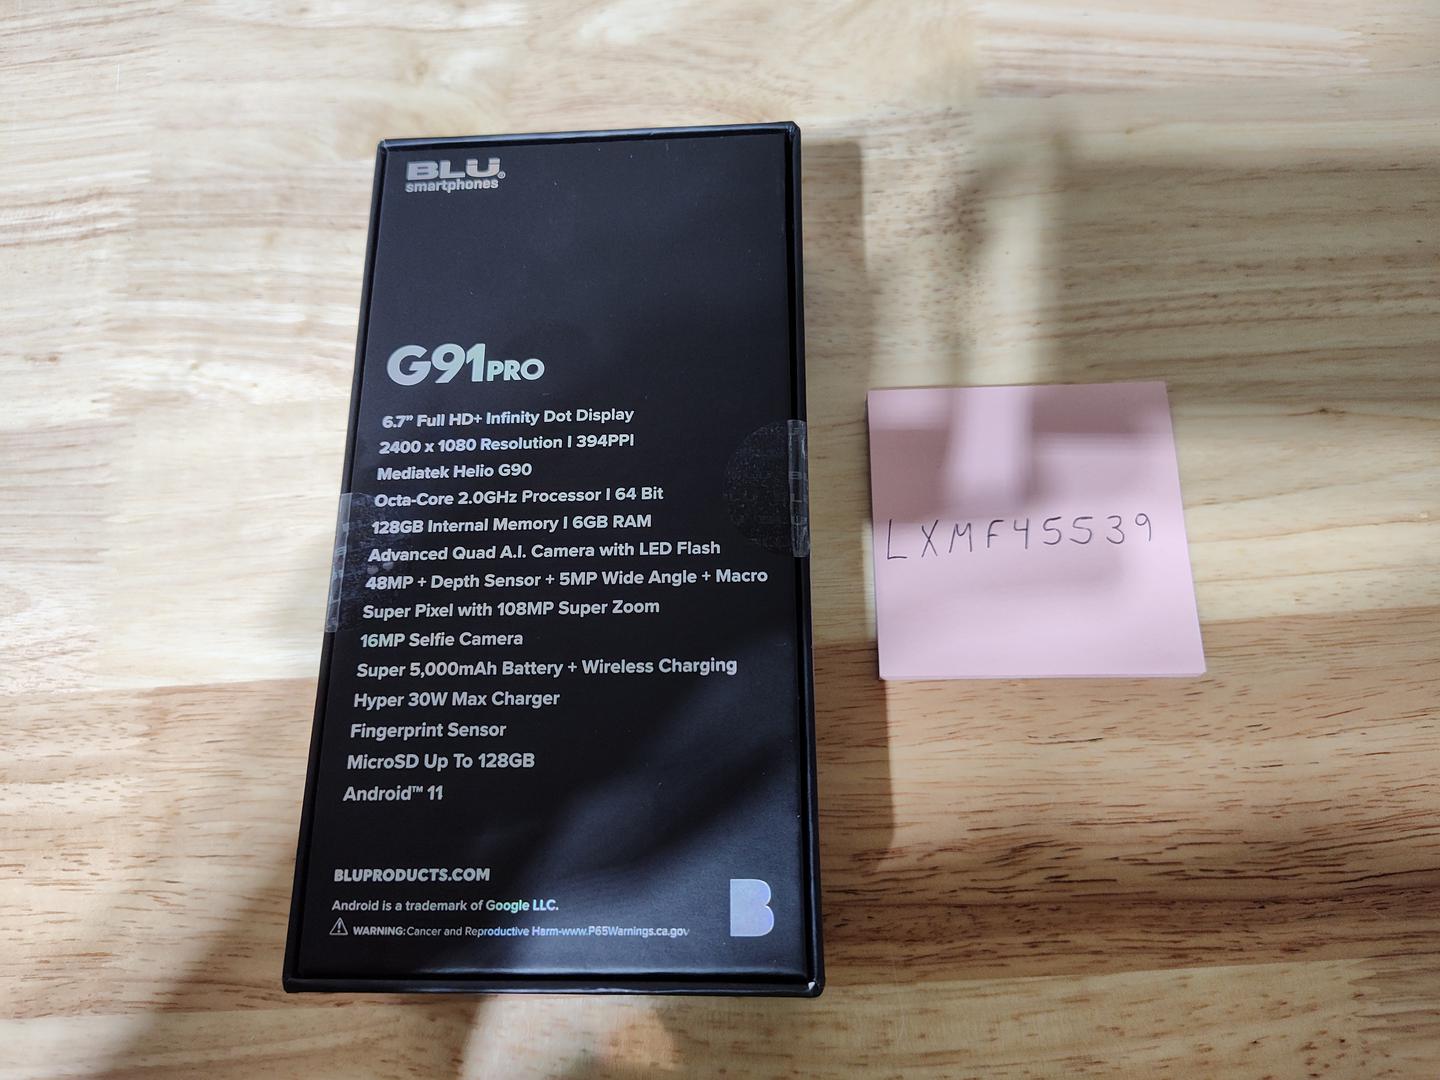 BLU®
smartphones
G91 PRO
6.7” Full HD+ Infinity Dot Display
2400 x 1080 Resolution I 394PPI
Mediatek Helio G90
Octa-Core 2.0GHz Processor I 64 Bit
128GB Internal Memory I 6GB RAM
Advanced Quad A.I. Camera with LED Flash
48MP + Depth Sensor + 5MP Wide Angle + Macro
Super Pixel with 108MP Super Zoom
16MP Selfie Camera
Super 5,000mAh Battery + Wireless Charging
Hyper 30W Max Charger
Fingerprint Sensor
MicroSD Up To 128GB
Android™ 11
BLUPRODUCTS.COM
Android is a trademark of Google LLC.
WARNING: Cancer and Reproductive Harm-www.P65Warnings.ca.gov
B
LXMF45539